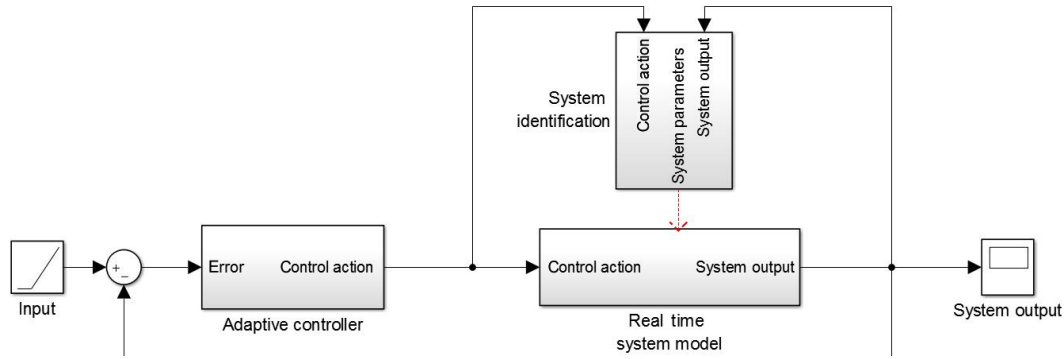 Control action
System parameters
System output
System
identification
+
−
Error
Control action
Control action
System output
Input
Adaptive controller
Real time
system model
System output